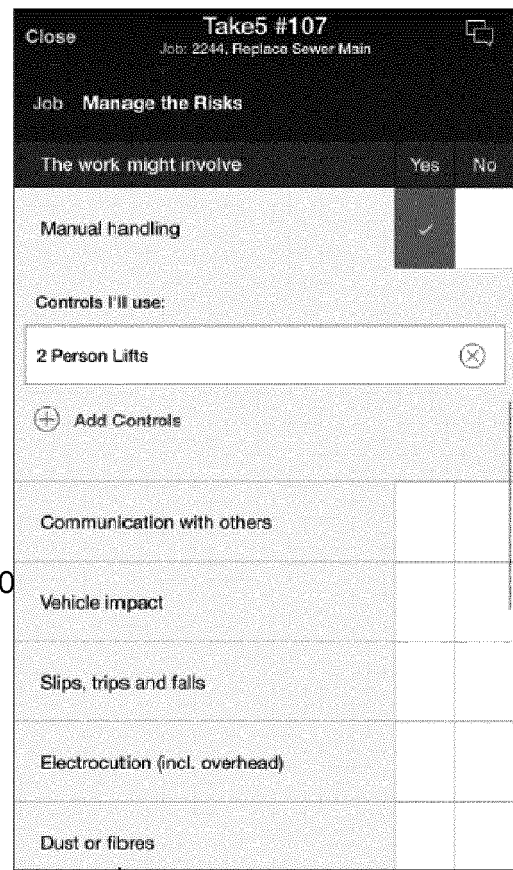 Close Take5 #107
Job: 2244, Replace Sewer Main
Job Manage the Risks
The work might involve Yes No
Manual handling
Controls I'll use:
2 Person Lifts
Add Controls
Communication with others
0
Vehicle impact
Slips, trips and falls
Electrocution (incl. overhead)
Dust or fibres